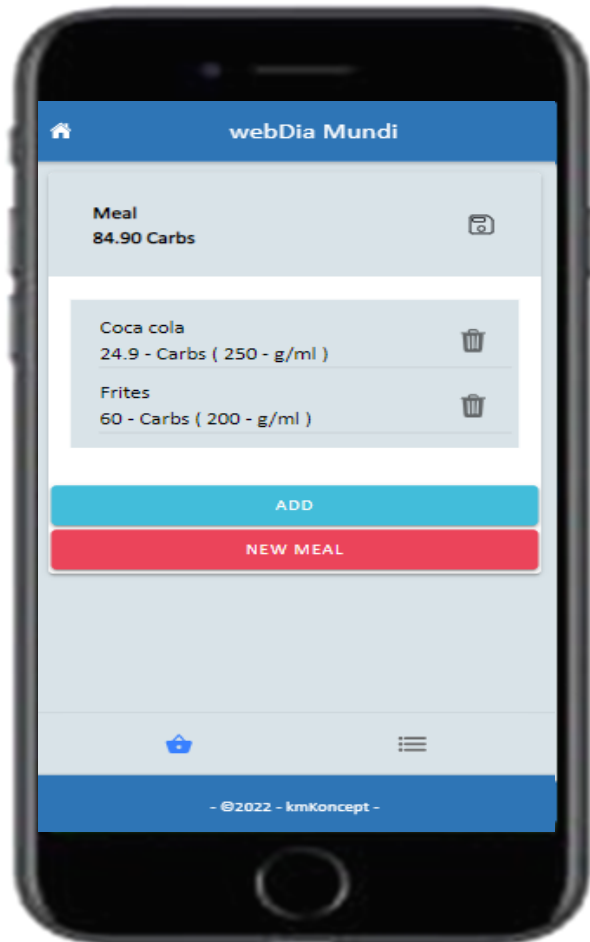 webDia Mundi
Meal
84.90 Carbs
Coca cola
24.9 - Carbs ( 250 - g/ml )
Frites
60 - Carbs ( 200 - g/ml )
ADD
NEW MEAL
- ©2022 - kmKoncept -